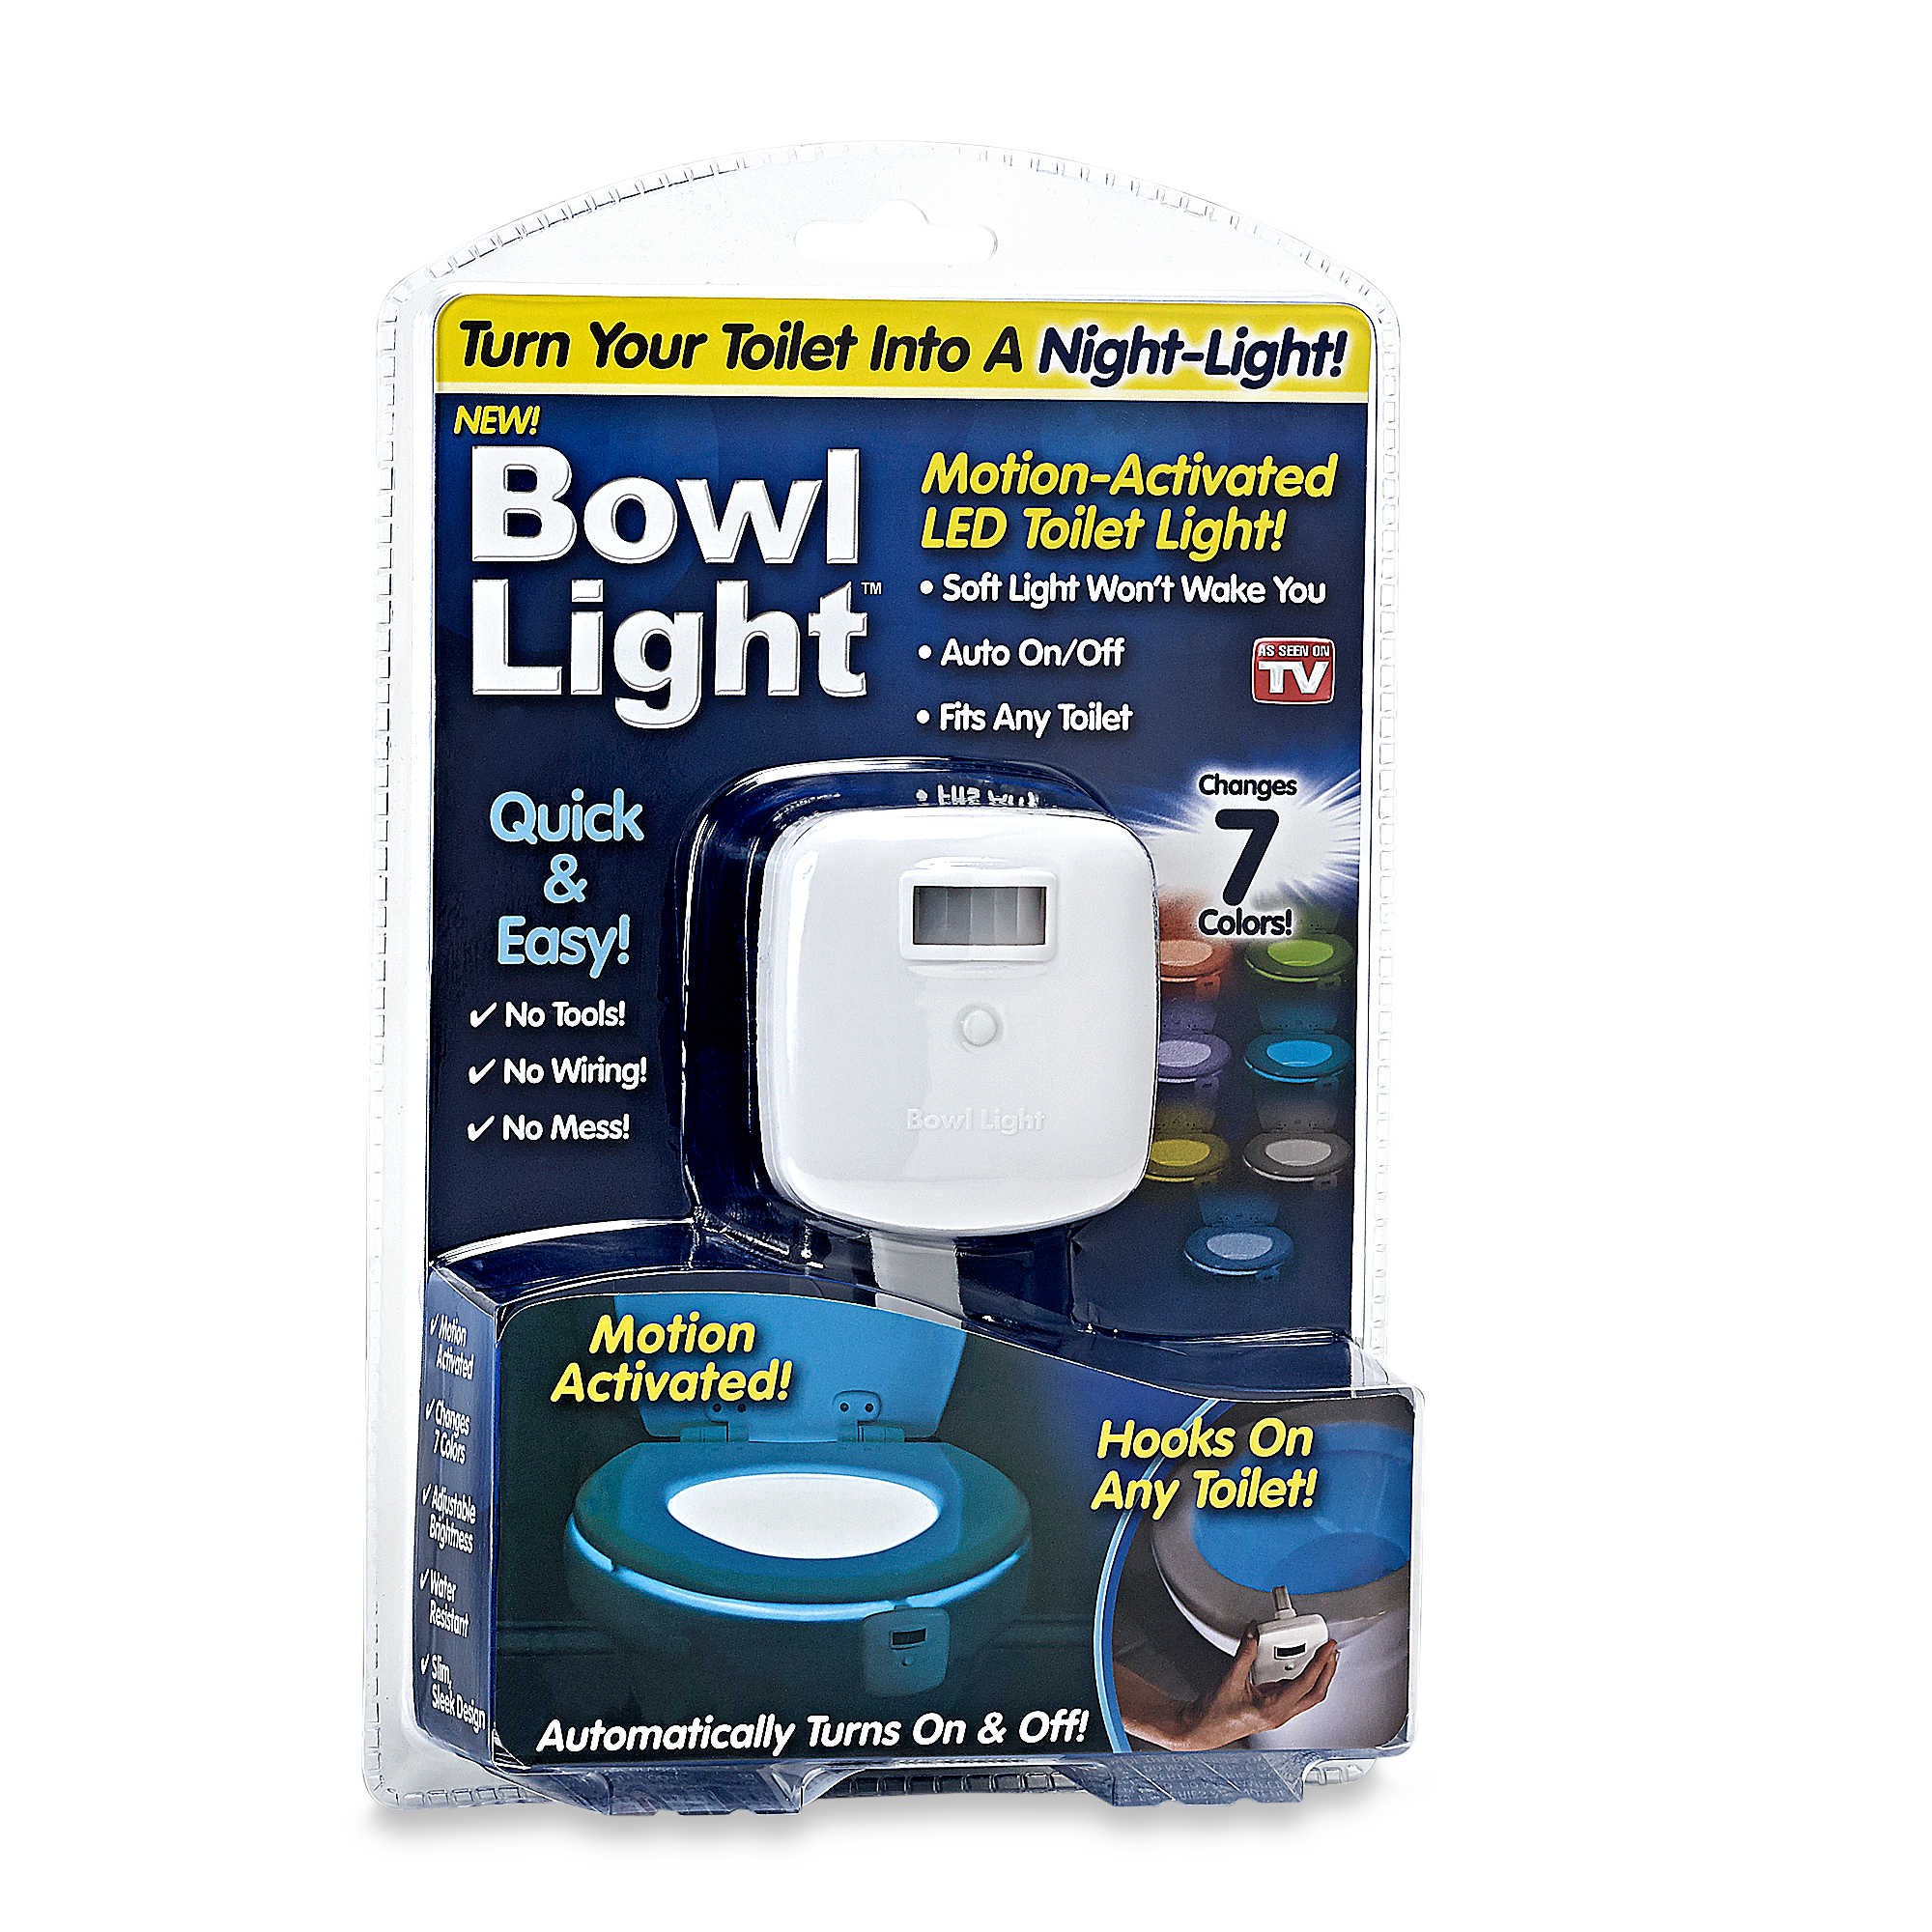 Turn Your Toilet Into A Night-Light!
NEW!
Bowl
Light™
Motion-Activated
LED Toilet Light!
• Soft Light Won't Wake You
• Auto On/Off
• Fits Any Toilet
AS SEEN ON
TV
Quick
&
Easy!
✓ No Tools!
✓ No Wiring!
✓ No Mess!
Changes
7
Colors!
Bowl Light
✓ Motion
Activated
✓ Changes
7 Colors
✓ Adjustable
Brightness
✓ Water
Resistant
✓ Slim,
Sleek Design
Motion
Activated!
Hooks On
Any Toilet!
Automatically Turns On & Off!